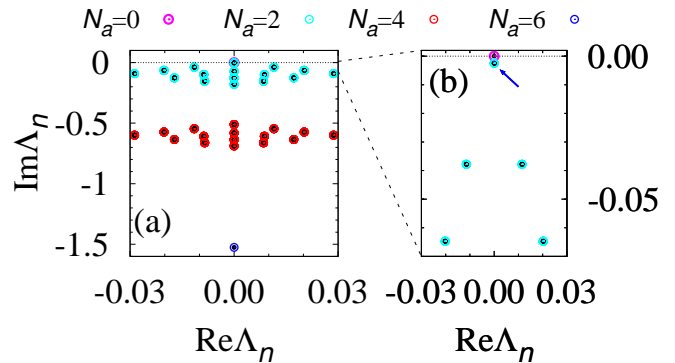 N_a=0 N_a=2 N_a=4 N_a=6
0
-0.5
-1
-1.5
ImΛ_n
(a)
-0.03 0.00 0.03
ReΛ_n
(b)
0.00
-0.05
-0.03 0.00 0.03
ReΛ_n